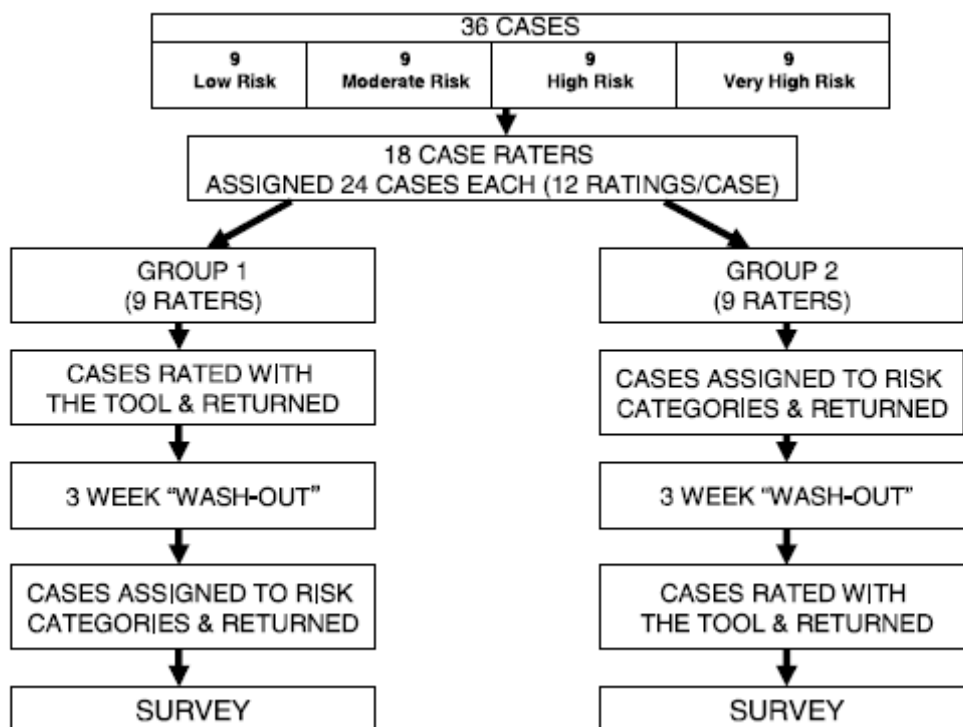 36 CASES
9 9 9 9
Low Risk Moderate Risk High Risk Very High Risk
18 CASE RATERS
ASSIGNED 24 CASES EACH (12 RATINGS/CASE)
GROUP 1
(9 RATERS)
CASES RATED WITH
THE TOOL & RETURNED
3 WEEK “WASH-OUT”
CASES ASSIGNED TO RISK
CATEGORIES & RETURNED
SURVEY
GROUP 2
(9 RATERS)
CASES ASSIGNED TO RISK
CATEGORIES & RETURNED
3 WEEK “WASH-OUT”
CASES RATED WITH
THE TOOL & RETURNED
SURVEY